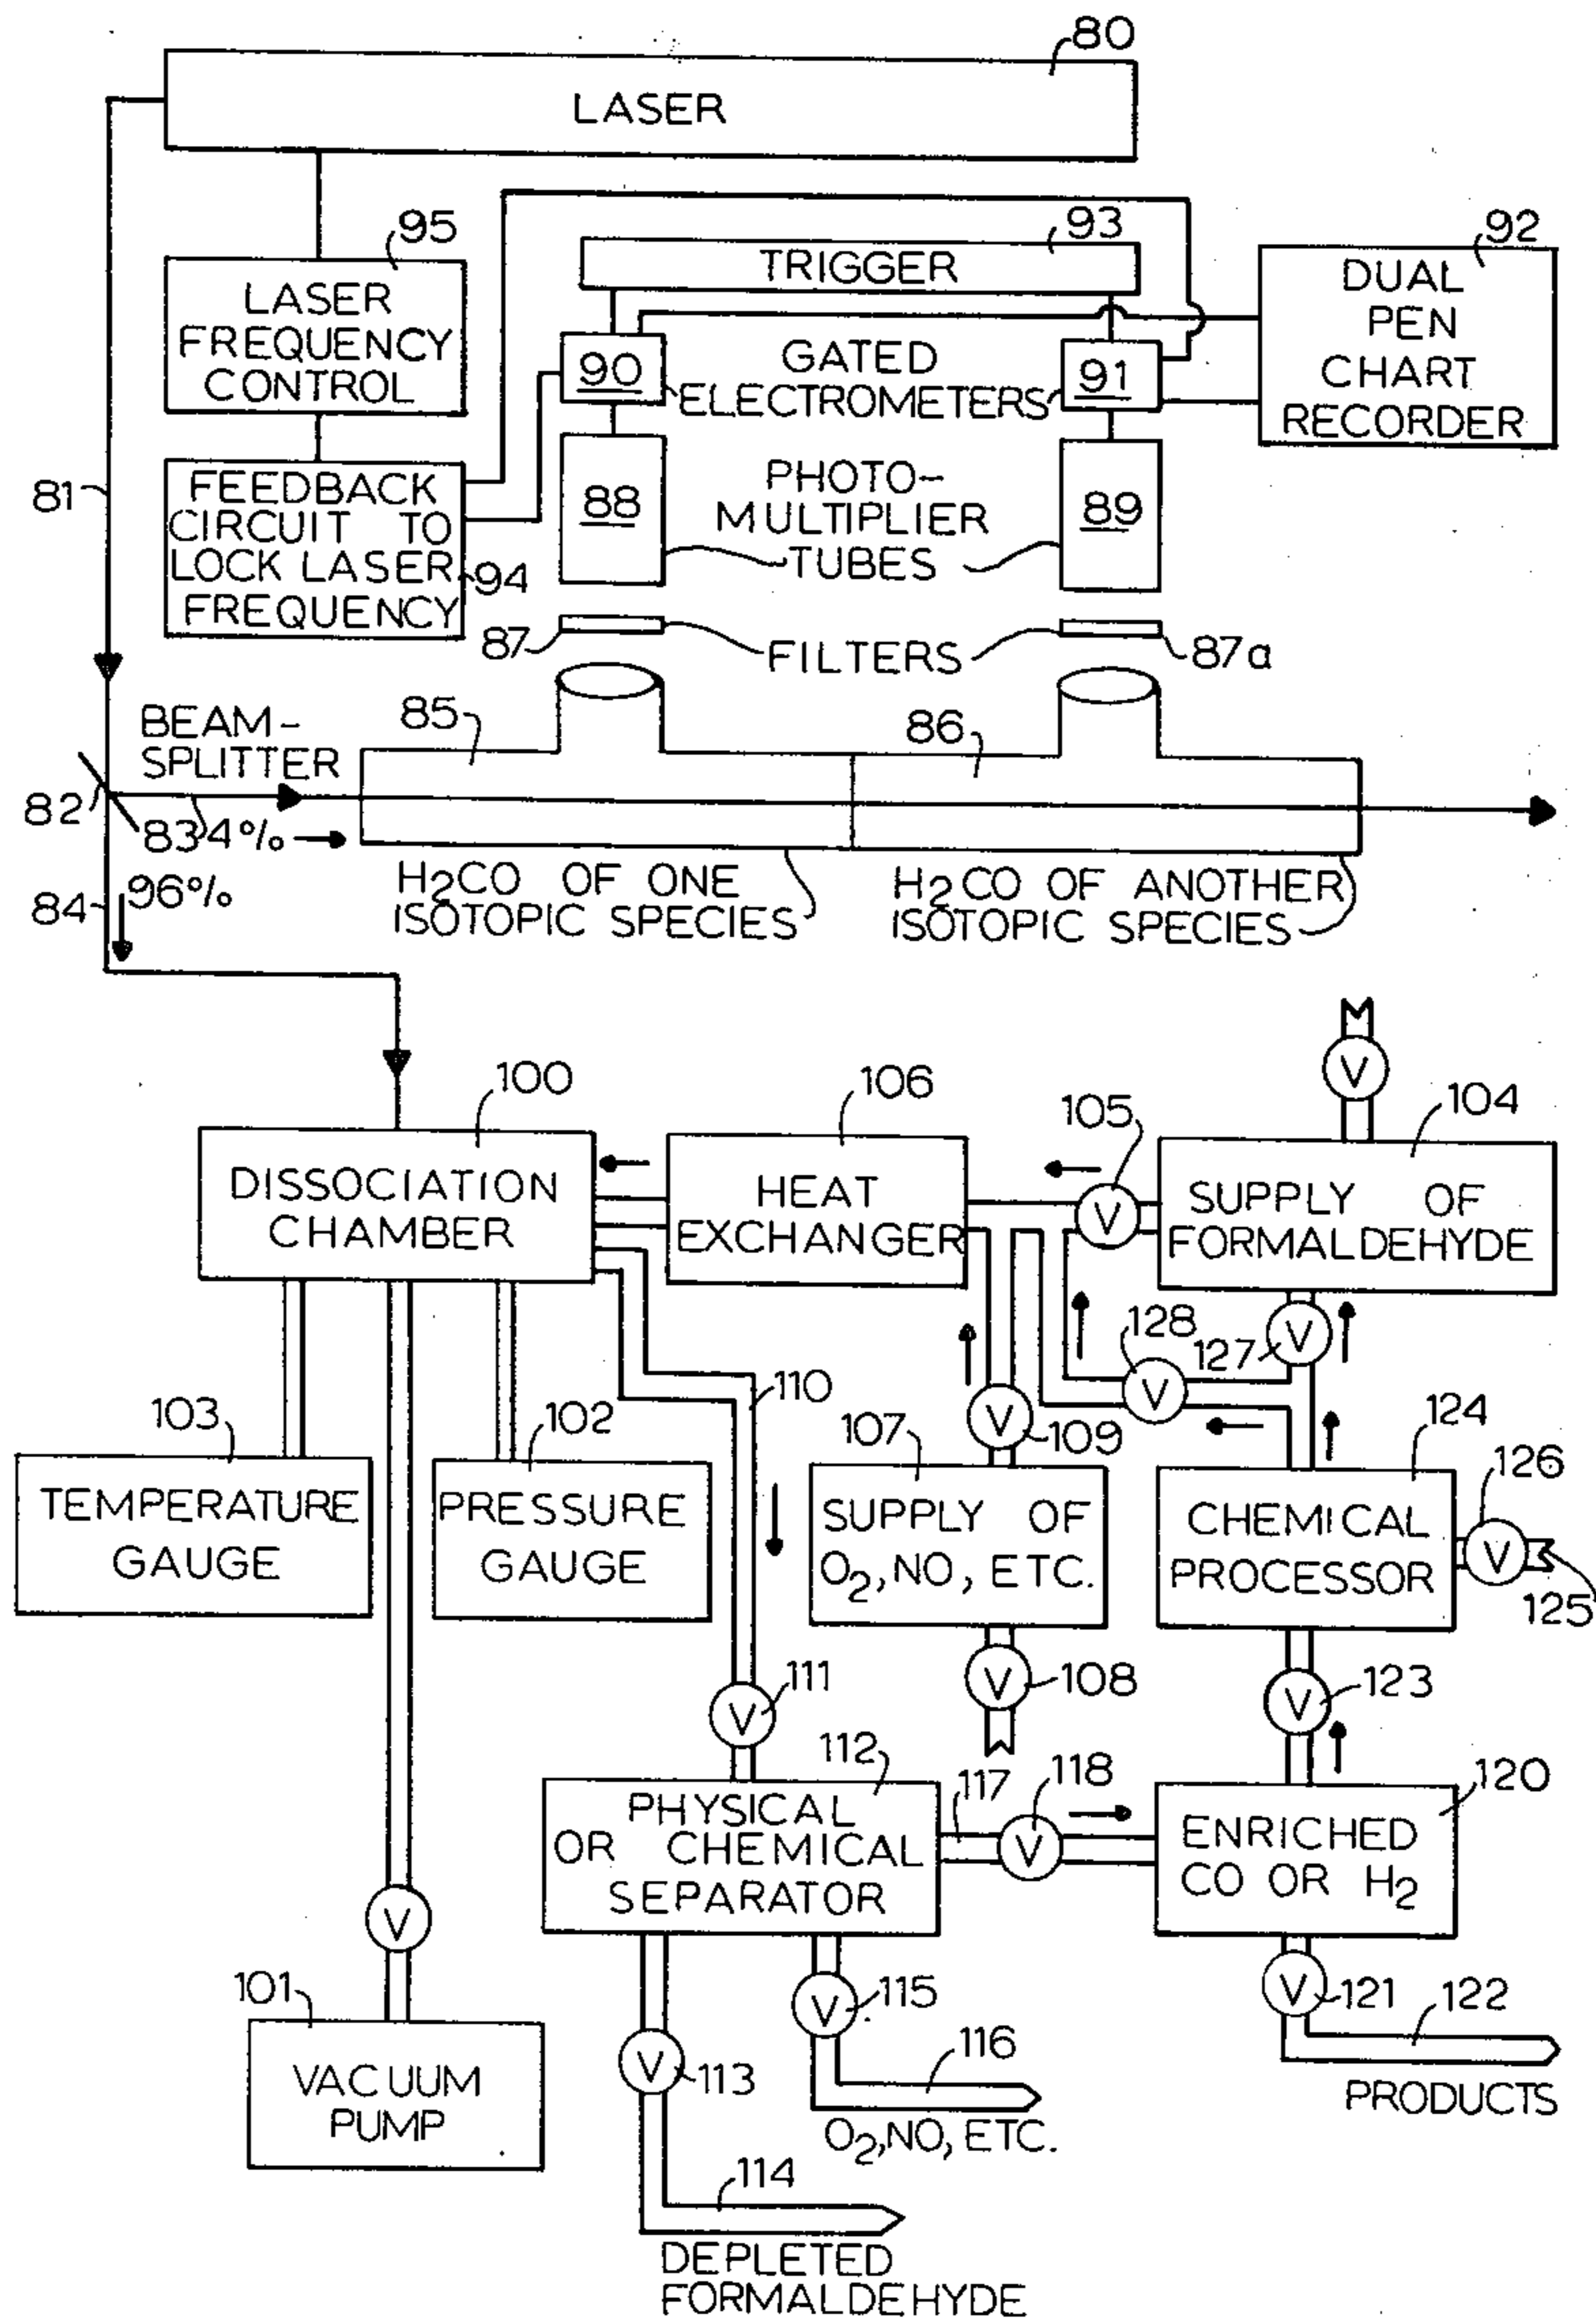 80
LASER
95
93
92
LASER
FREQUENCY
CONTROL
TRIGGER
DUAL
PEN
CHART
RECORDER
90
GATED
ELECTROMETERS
91
81
FEEDBACK
CIRCUIT TO
LOCK LASER
FREQUENCY
94
88
PHOTO-
MULTIPLIER
TUBES
89
87
FILTERS
87a
BEAM-
SPLITTER
85
86
82
83
4%
84
96%
H2CO OF ONE
ISOTOPIC SPECIES
H2CO OF ANOTHER
ISOTOPIC SPECIES
100
106
105
V
104
DISSOCIATION
CHAMBER
HEAT
EXCHANGER
V
SUPPLY OF
FORMALDEHYDE
128
127
V
V
110
103
102
107
V
109
124
126
TEMPERATURE
GAUGE
PRESSURE
GAUGE
SUPPLY OF
O2, NO, ETC.
CHEMICAL
PROCESSOR
V
125
V
111
V
108
V
123
112
117
118
120
PHYSICAL
OR CHEMICAL
SEPARATOR
V
ENRICHED
CO OR H2
V
101
V
115
V
121
122
VACUUM
PUMP
V
113
116
PRODUCTS
O2, NO, ETC.
114
DEPLETED
FORMALDEHYDE